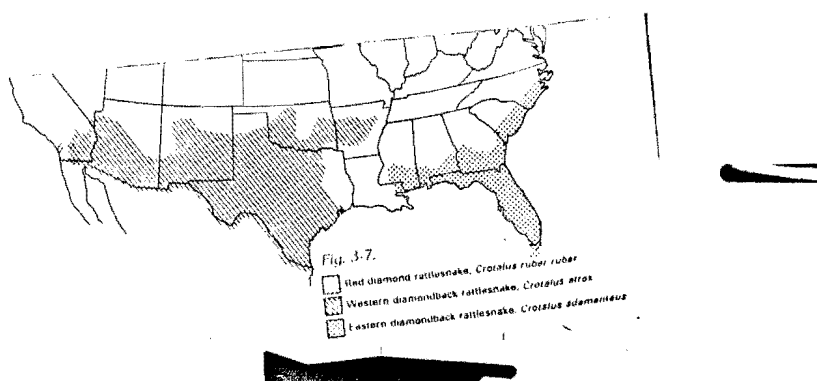 Fig. 3-7.
Red diamond rattlesnake, Crotalus ruber ruber
Western diamondback rattlesnake, Crotalus atrox
Eastern diamondback rattlesnake, Crotalus adamanteus